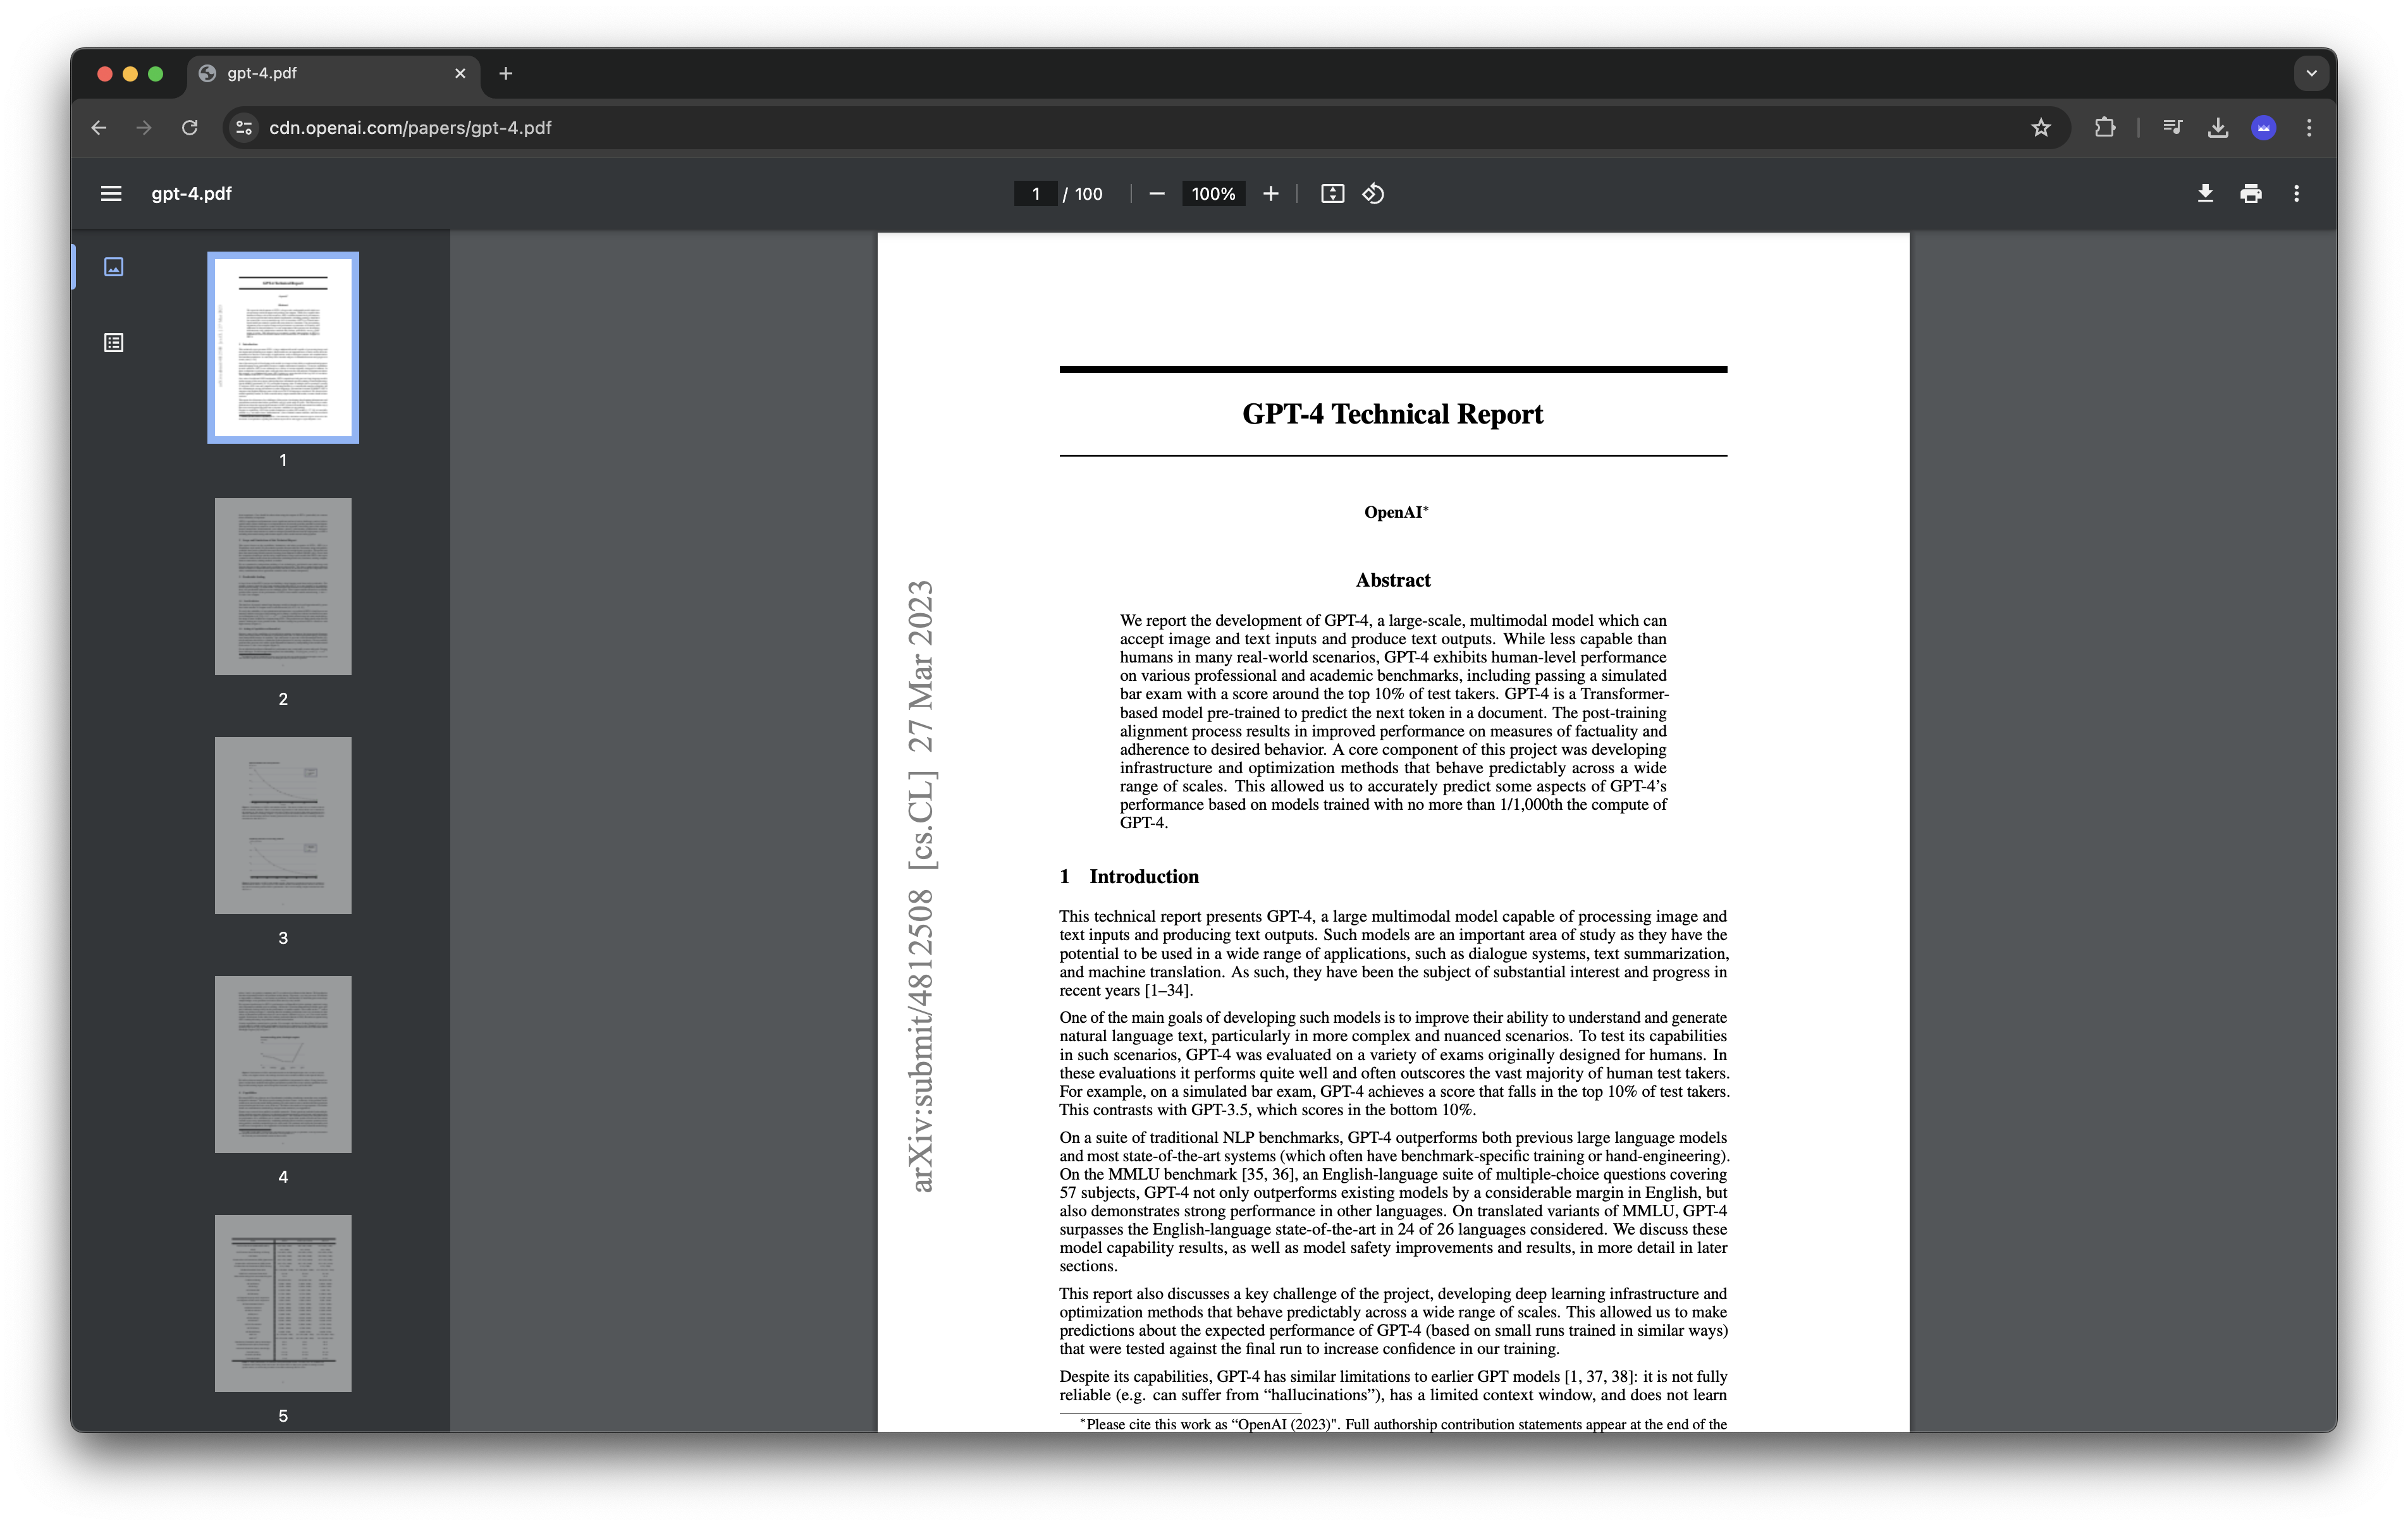 gpt-4.pdf
cdn.openai.com/papers/gpt-4.pdf
gpt-4.pdf
1 / 100
100%
1
2
3
4
5
arXiv:submit/4812508 [cs.CL] 27 Mar 2023
GPT-4 Technical Report
OpenAI*
Abstract
We report the development of GPT-4, a large-scale, multimodal model which can
accept image and text inputs and produce text outputs. While less capable than
humans in many real-world scenarios, GPT-4 exhibits human-level performance
on various professional and academic benchmarks, including passing a simulated
bar exam with a score around the top 10% of test takers. GPT-4 is a Transformer-
based model pre-trained to predict the next token in a document. The post-training
alignment process results in improved performance on measures of factuality and
adherence to desired behavior. A core component of this project was developing
infrastructure and optimization methods that behave predictably across a wide
range of scales. This allowed us to accurately predict some aspects of GPT-4’s
performance based on models trained with no more than 1/1,000th the compute of
GPT-4.
1 Introduction
This technical report presents GPT-4, a large multimodal model capable of processing image and
text inputs and producing text outputs. Such models are an important area of study as they have the
potential to be used in a wide range of applications, such as dialogue systems, text summarization,
and machine translation. As such, they have been the subject of substantial interest and progress in
recent years [1–34].
One of the main goals of developing such models is to improve their ability to understand and generate
natural language text, particularly in more complex and nuanced scenarios. To test its capabilities
in such scenarios, GPT-4 was evaluated on a variety of exams originally designed for humans. In
these evaluations it performs quite well and often outscores the vast majority of human test takers.
For example, on a simulated bar exam, GPT-4 achieves a score that falls in the top 10% of test takers.
This contrasts with GPT-3.5, which scores in the bottom 10%.
On a suite of traditional NLP benchmarks, GPT-4 outperforms both previous large language models
and most state-of-the-art systems (which often have benchmark-specific training or hand-engineering).
On the MMLU benchmark [35, 36], an English-language suite of multiple-choice questions covering
57 subjects, GPT-4 not only outperforms existing models by a considerable margin in English, but
also demonstrates strong performance in other languages. On translated variants of MMLU, GPT-4
surpasses the English-language state-of-the-art in 24 of 26 languages considered. We discuss these
model capability results, as well as model safety improvements and results, in more detail in later
sections.
This report also discusses a key challenge of the project, developing deep learning infrastructure and
optimization methods that behave predictably across a wide range of scales. This allowed us to make
predictions about the expected performance of GPT-4 (based on small runs trained in similar ways)
that were tested against the final run to increase confidence in our training.
Despite its capabilities, GPT-4 has similar limitations to earlier GPT models [1, 37, 38]: it is not fully
reliable (e.g. can suffer from “hallucinations”), has a limited context window, and does not learn
*Please cite this work as “OpenAI (2023)". Full authorship contribution statements appear at the end of the